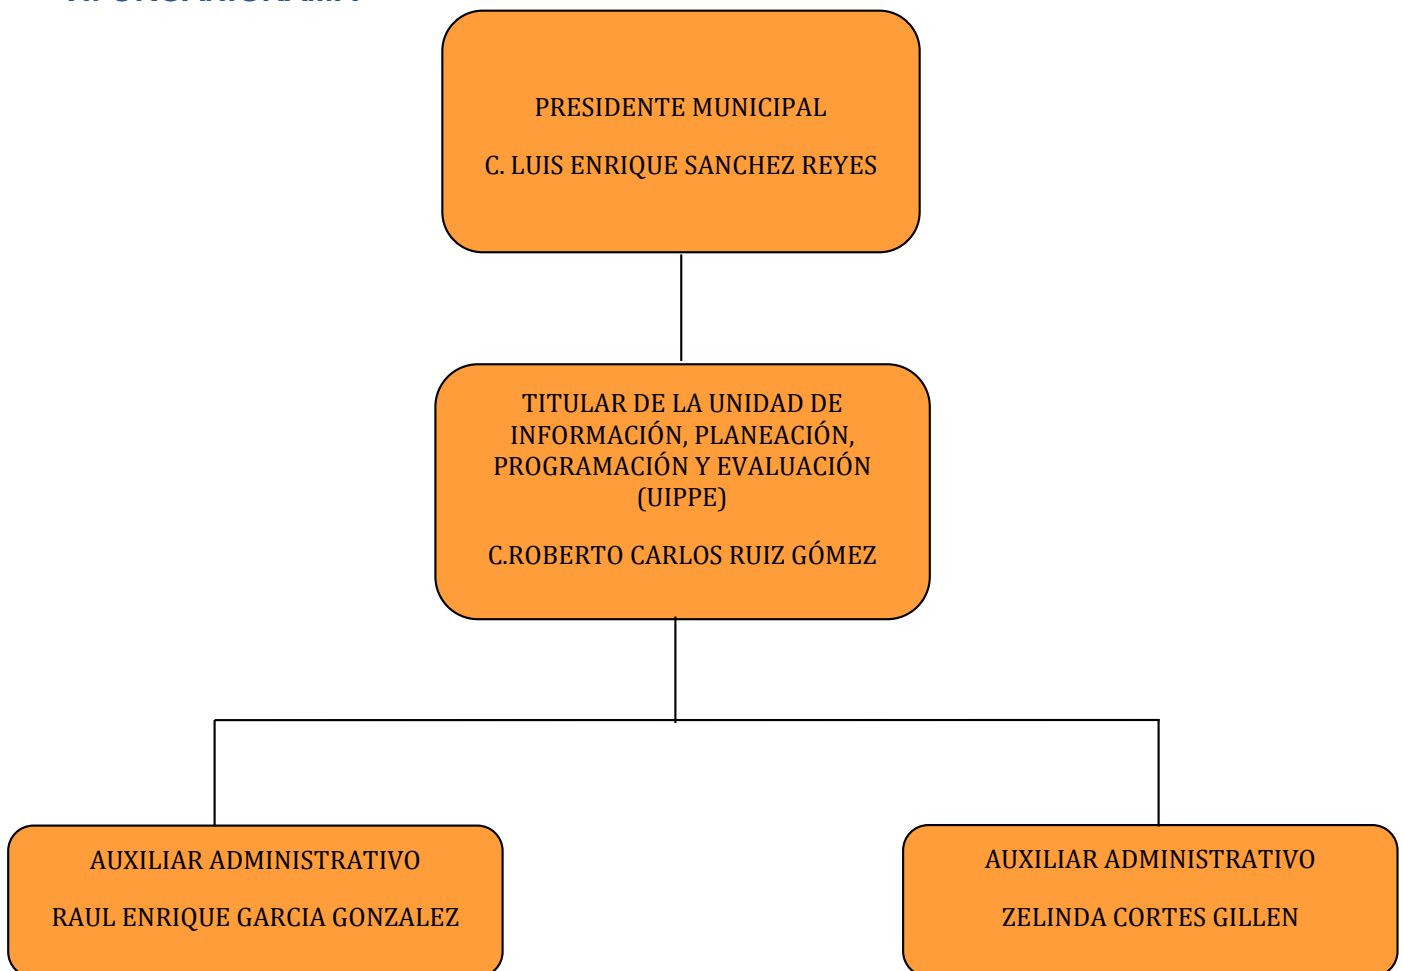 PRESIDENTE MUNICIPAL
C. LUIS ENRIQUE SANCHEZ REYES
TITULAR DE LA UNIDAD DE
INFORMACIÓN, PLANEACIÓN,
PROGRAMACIÓN Y EVALUACIÓN
(UIPPE)
C.ROBERTO CARLOS RUIZ GÓMEZ
AUXILIAR ADMINISTRATIVO
RAUL ENRIQUE GARCIA GONZALEZ
AUXILIAR ADMINISTRATIVO
ZELINDA CORTES GILLEN